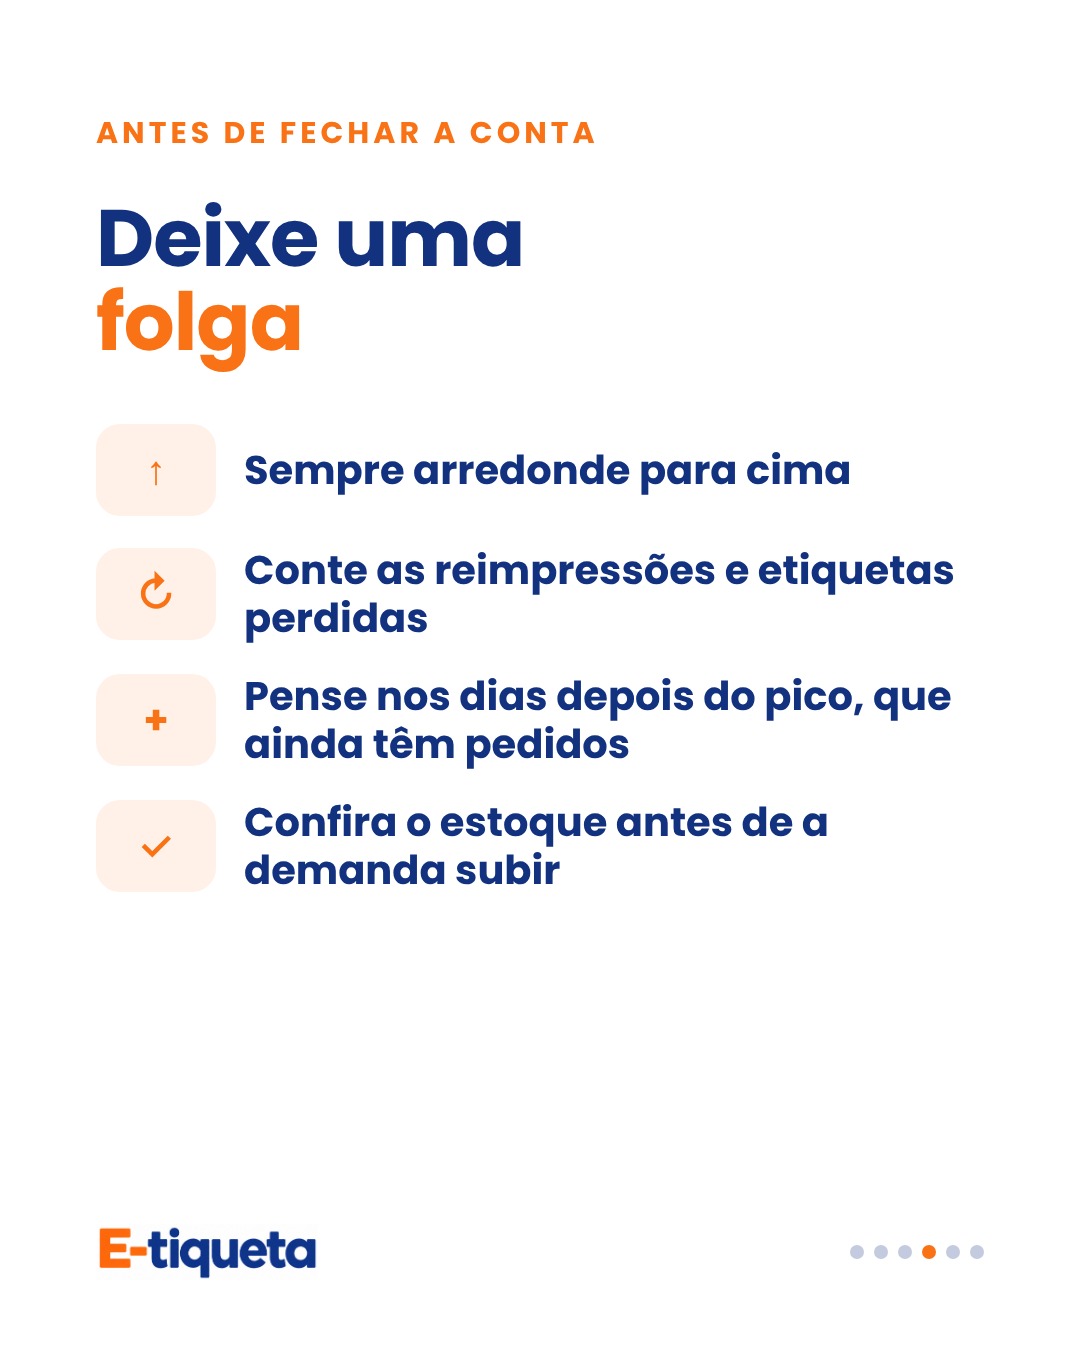 ANTES DE FECHAR A CONTA
Deixe uma
folga
↑ Sempre arredonde para cima
Conte as reimpressões e etiquetas
perdidas
+ Pense nos dias depois do pico, que
ainda têm pedidos
✓ Confira o estoque antes de a
demanda subir
E-tiqueta